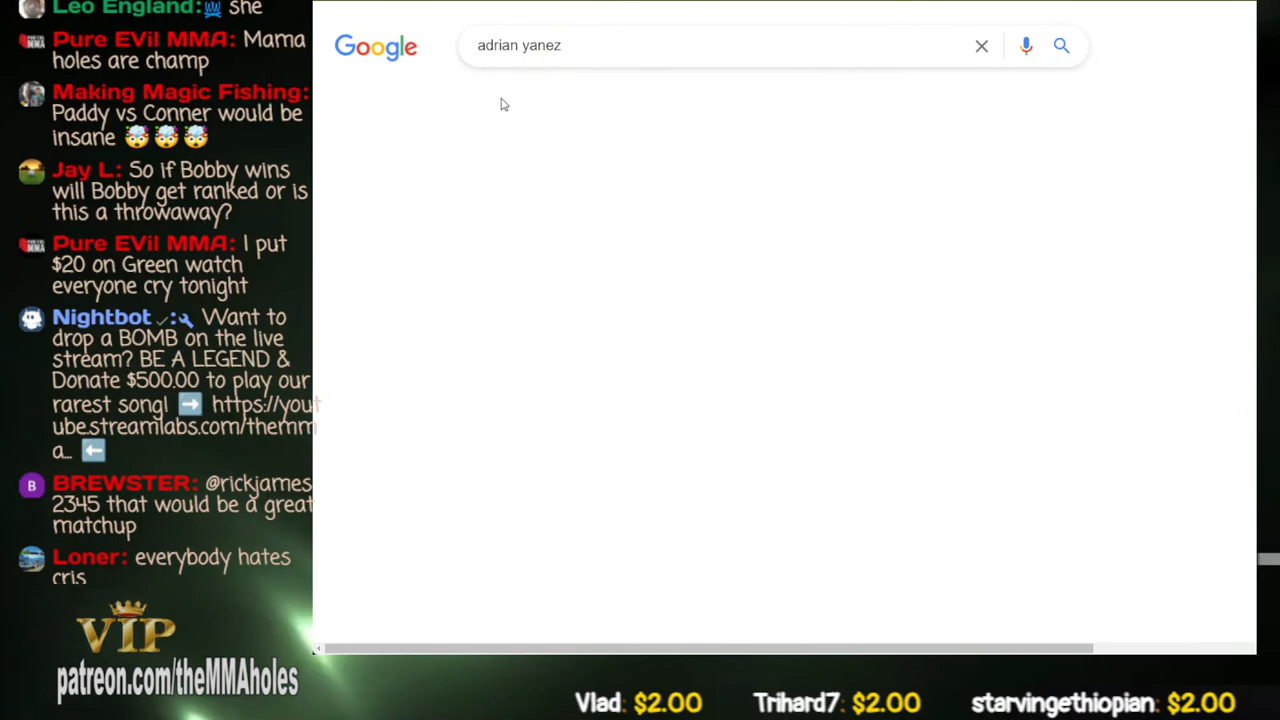 Leo England: she
Pure EVil MMA: Mama
holes are champ
Making Magic Fishing:
Paddy vs Conner would be
insane 🤯🤯🤯
Jay L: So if Bobby wins
will Bobby get ranked or is
this a throwaway?
Pure EVil MMA: I put
$20 on Green watch
everyone cry tonight
Nightbot ✓: Want to
drop a BOMB on the live
stream? BE A LEGEND &
Donate $500.00 to play our
rarest song! ➡️ https://yout
ube.streamlabs.com/themm
a... ⬅️
B BREWSTER: @rickjames
2345 that would be a great
matchup
Loner: everybody hates
cris
VIP
patreon.com/theMMAholes
Google
adrian yanez
Vlad: $2.00 Trihard7: $2.00 starvingethiopian: $2.00